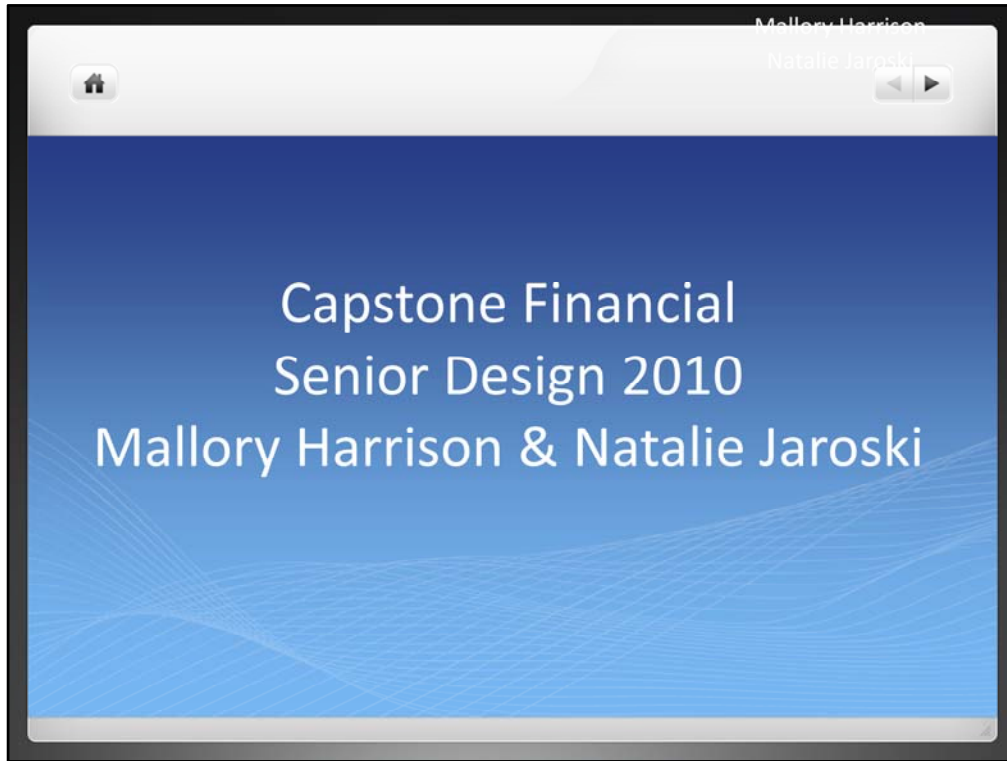 Mallory Harrison
Natalie Jaroski
Capstone Financial
Senior Design 2010
Mallory Harrison & Natalie Jaroski